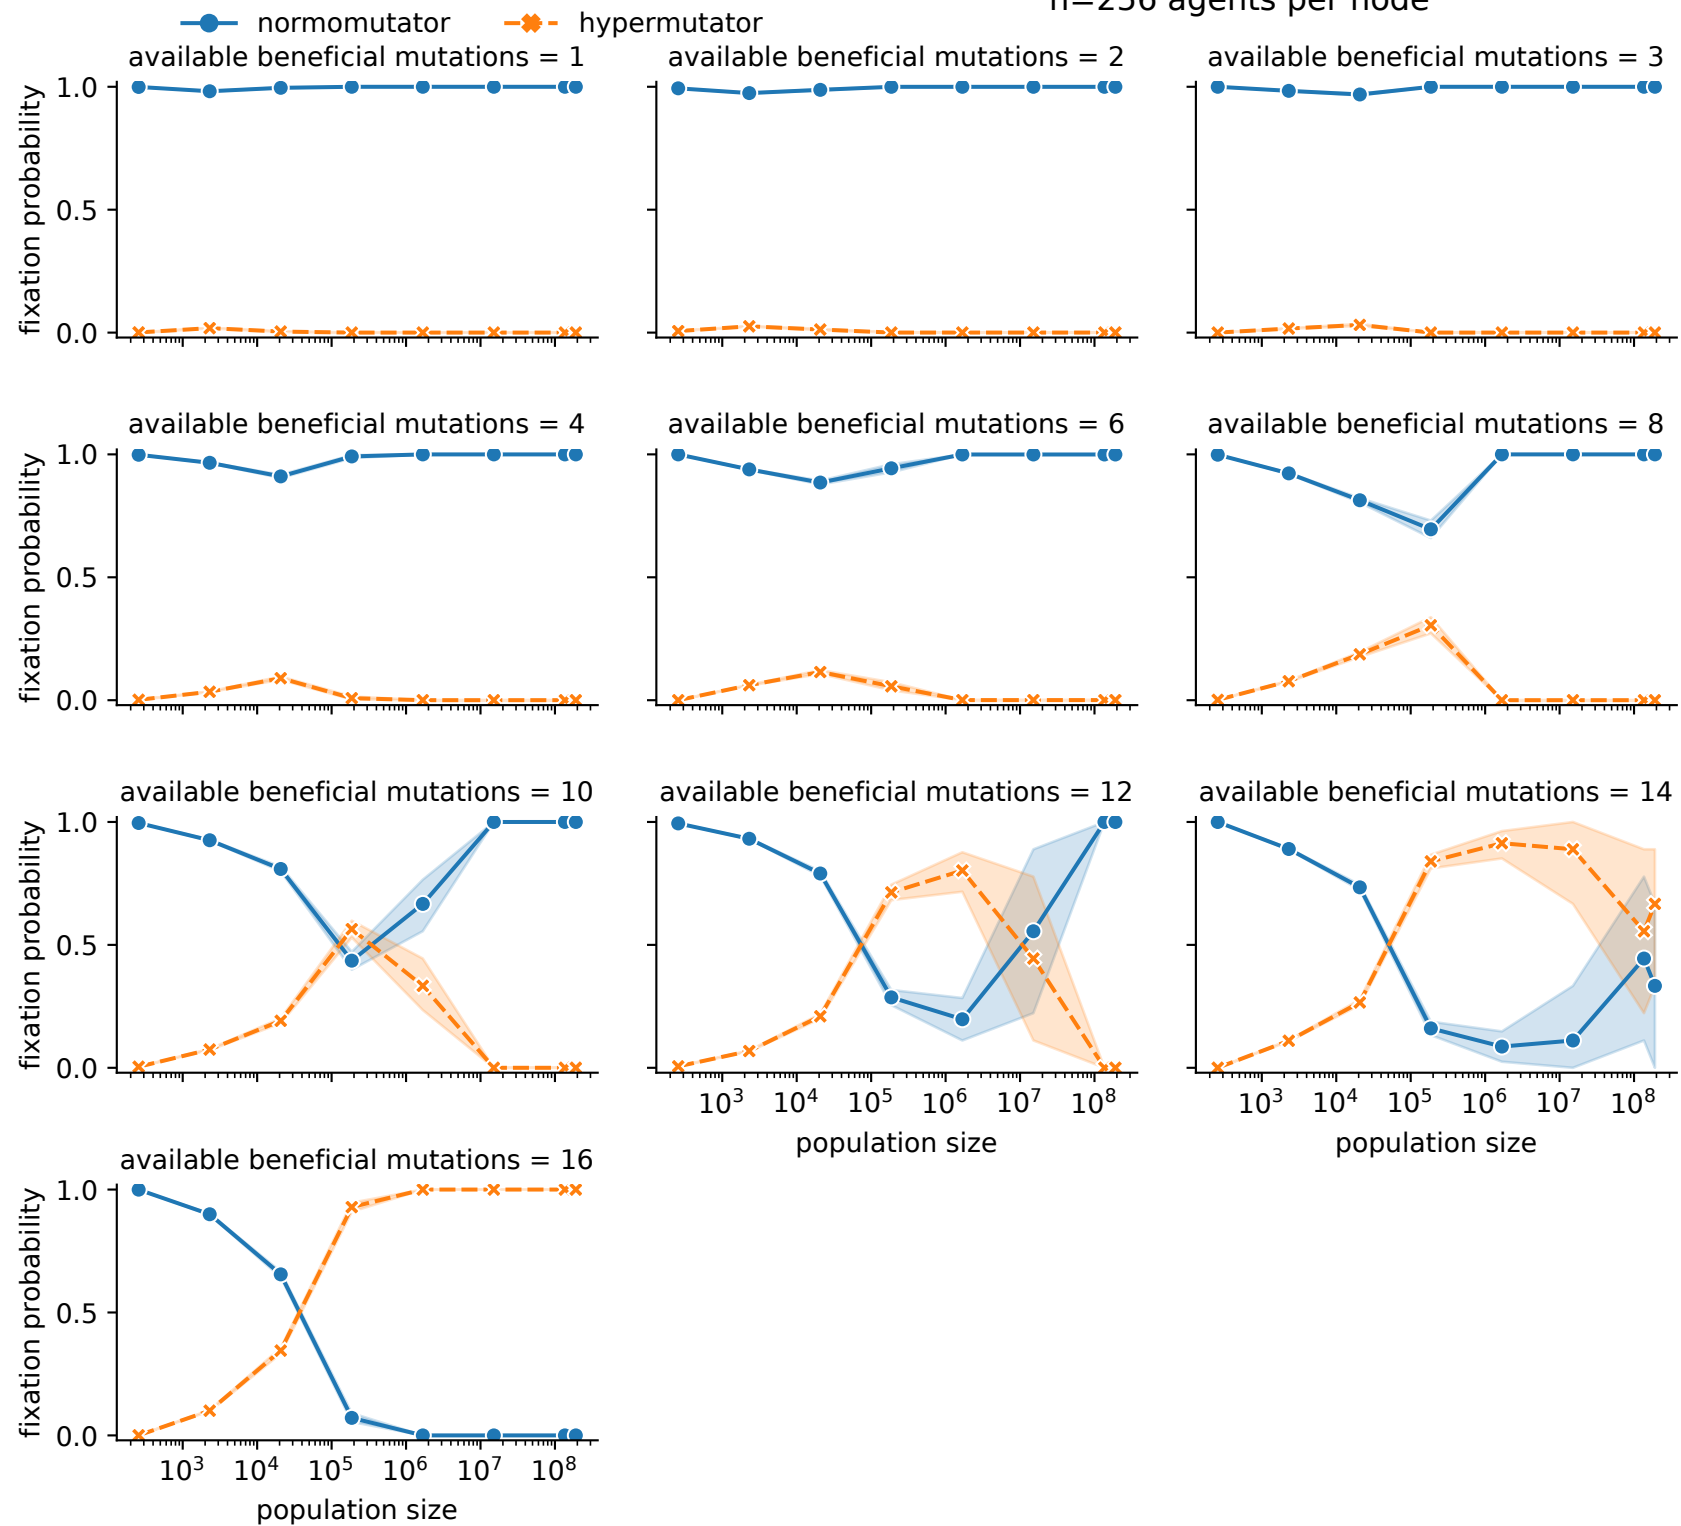 n=256 agents per node
normomutator hypermutator
available beneficial mutations = 1
available beneficial mutations = 2
available beneficial mutations = 3
fixation probability
1.0
0.5
0.0
available beneficial mutations = 4
available beneficial mutations = 6
available beneficial mutations = 8
fixation probability
1.0
0.5
0.0
available beneficial mutations = 10
available beneficial mutations = 12
available beneficial mutations = 14
fixation probability
1.0
0.5
0.0
10³ 10⁴ 10⁵ 10⁶ 10⁷ 10⁸
population size
10³ 10⁴ 10⁵ 10⁶ 10⁷ 10⁸
population size
available beneficial mutations = 16
fixation probability
1.0
0.5
0.0
10³ 10⁴ 10⁵ 10⁶ 10⁷ 10⁸
population size